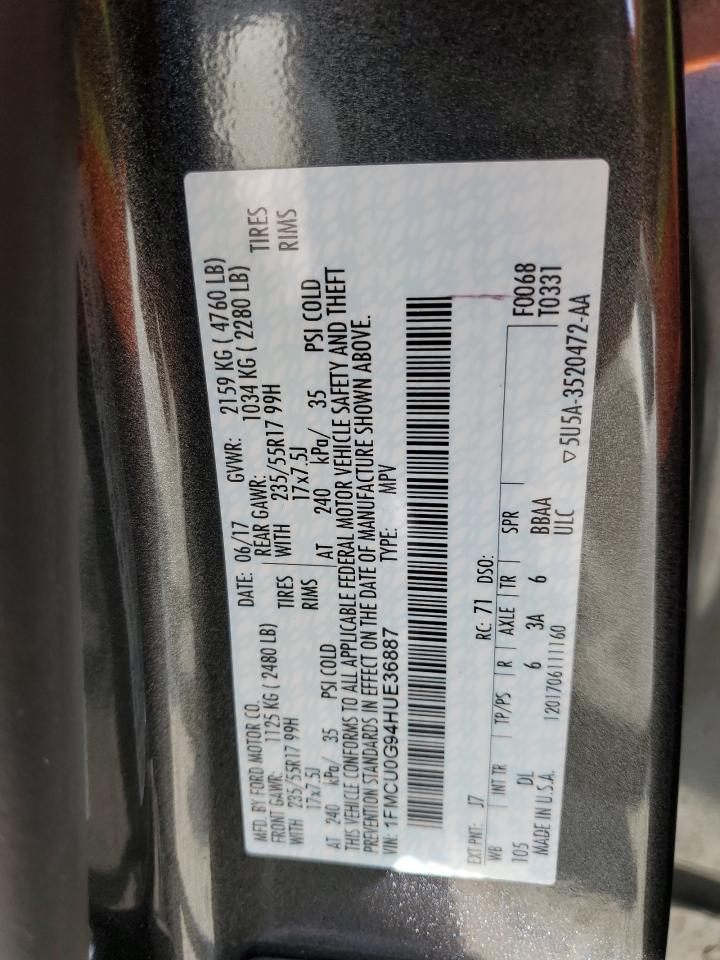 MFD. BY FORD MOTOR CO.
DATE: 06/17 GVWR: 2159 KG ( 4760 LB)
FRONT GAWR: 1125 KG ( 2480 LB) REAR GAWR: 1034 KG ( 2280 LB)
WITH 235/55R17 99H TIRES WITH 235/55R17 99H TIRES
17x7.5J RIMS 17x7.5J RIMS
AT 240 kPa/ 35 PSI COLD AT 240 kPa/ 35 PSI COLD
THIS VEHICLE CONFORMS TO ALL APPLICABLE FEDERAL MOTOR VEHICLE SAFETY AND THEFT
PREVENTION STANDARDS IN EFFECT ON THE DATE OF MANUFACTURE SHOWN ABOVE.
VIN: 1FMCU0G94HUE36887 TYPE: MPV
EXT PNT: J7 RC: 71 DSO:
WB INT TR TP/PS R AXLE TR SPR F0068
105 DL 6 3A 6 BBAA T0331
MADE IN U.S.A. 1201706111160 ULC ▽5U5A-3520472-AA